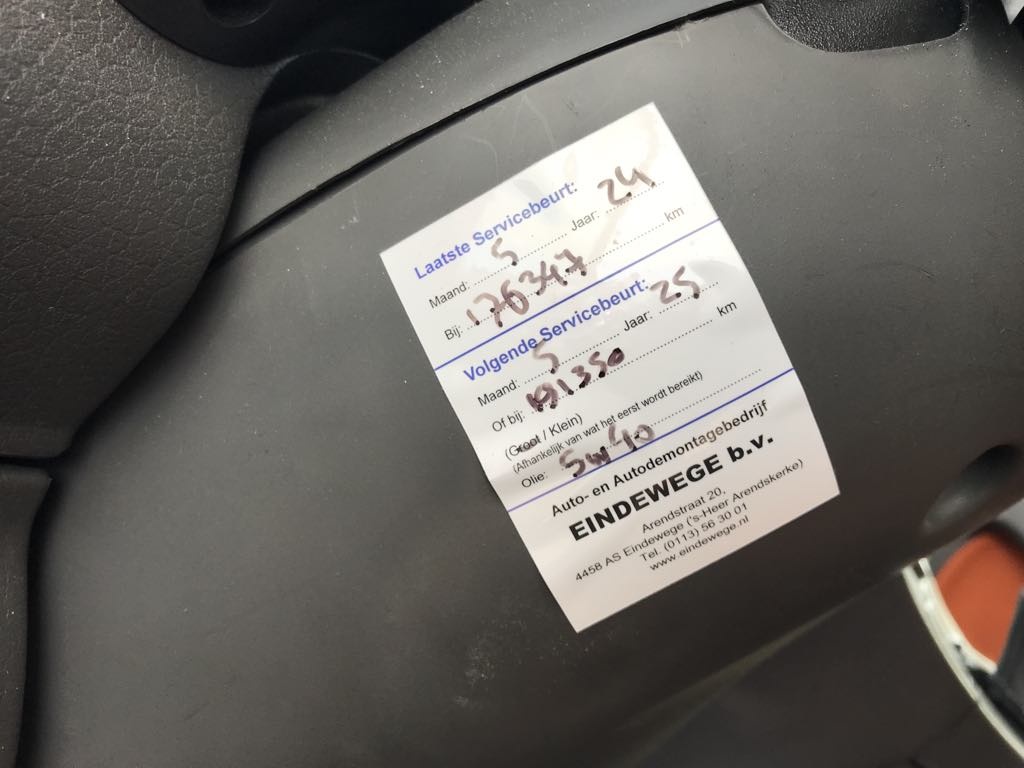 Laatste Servicebeurt:
Maand: 5 Jaar: 24
Bij: 176347 km
Volgende Servicebeurt:
Maand: 5 Jaar: 25
Of bij: 191350 km
(Groot / Klein)
(Afhankelijk van wat het eerst wordt bereikt)
Olie: 5w40
Auto- en Autodemontagebedrijf
EINDEWEGE b.v.
Arendstraat 20,
4458 AS Eindewege ('s-Heer Arendskerke)
Tel. (0113) 56 30 01
www.eindewege.nl